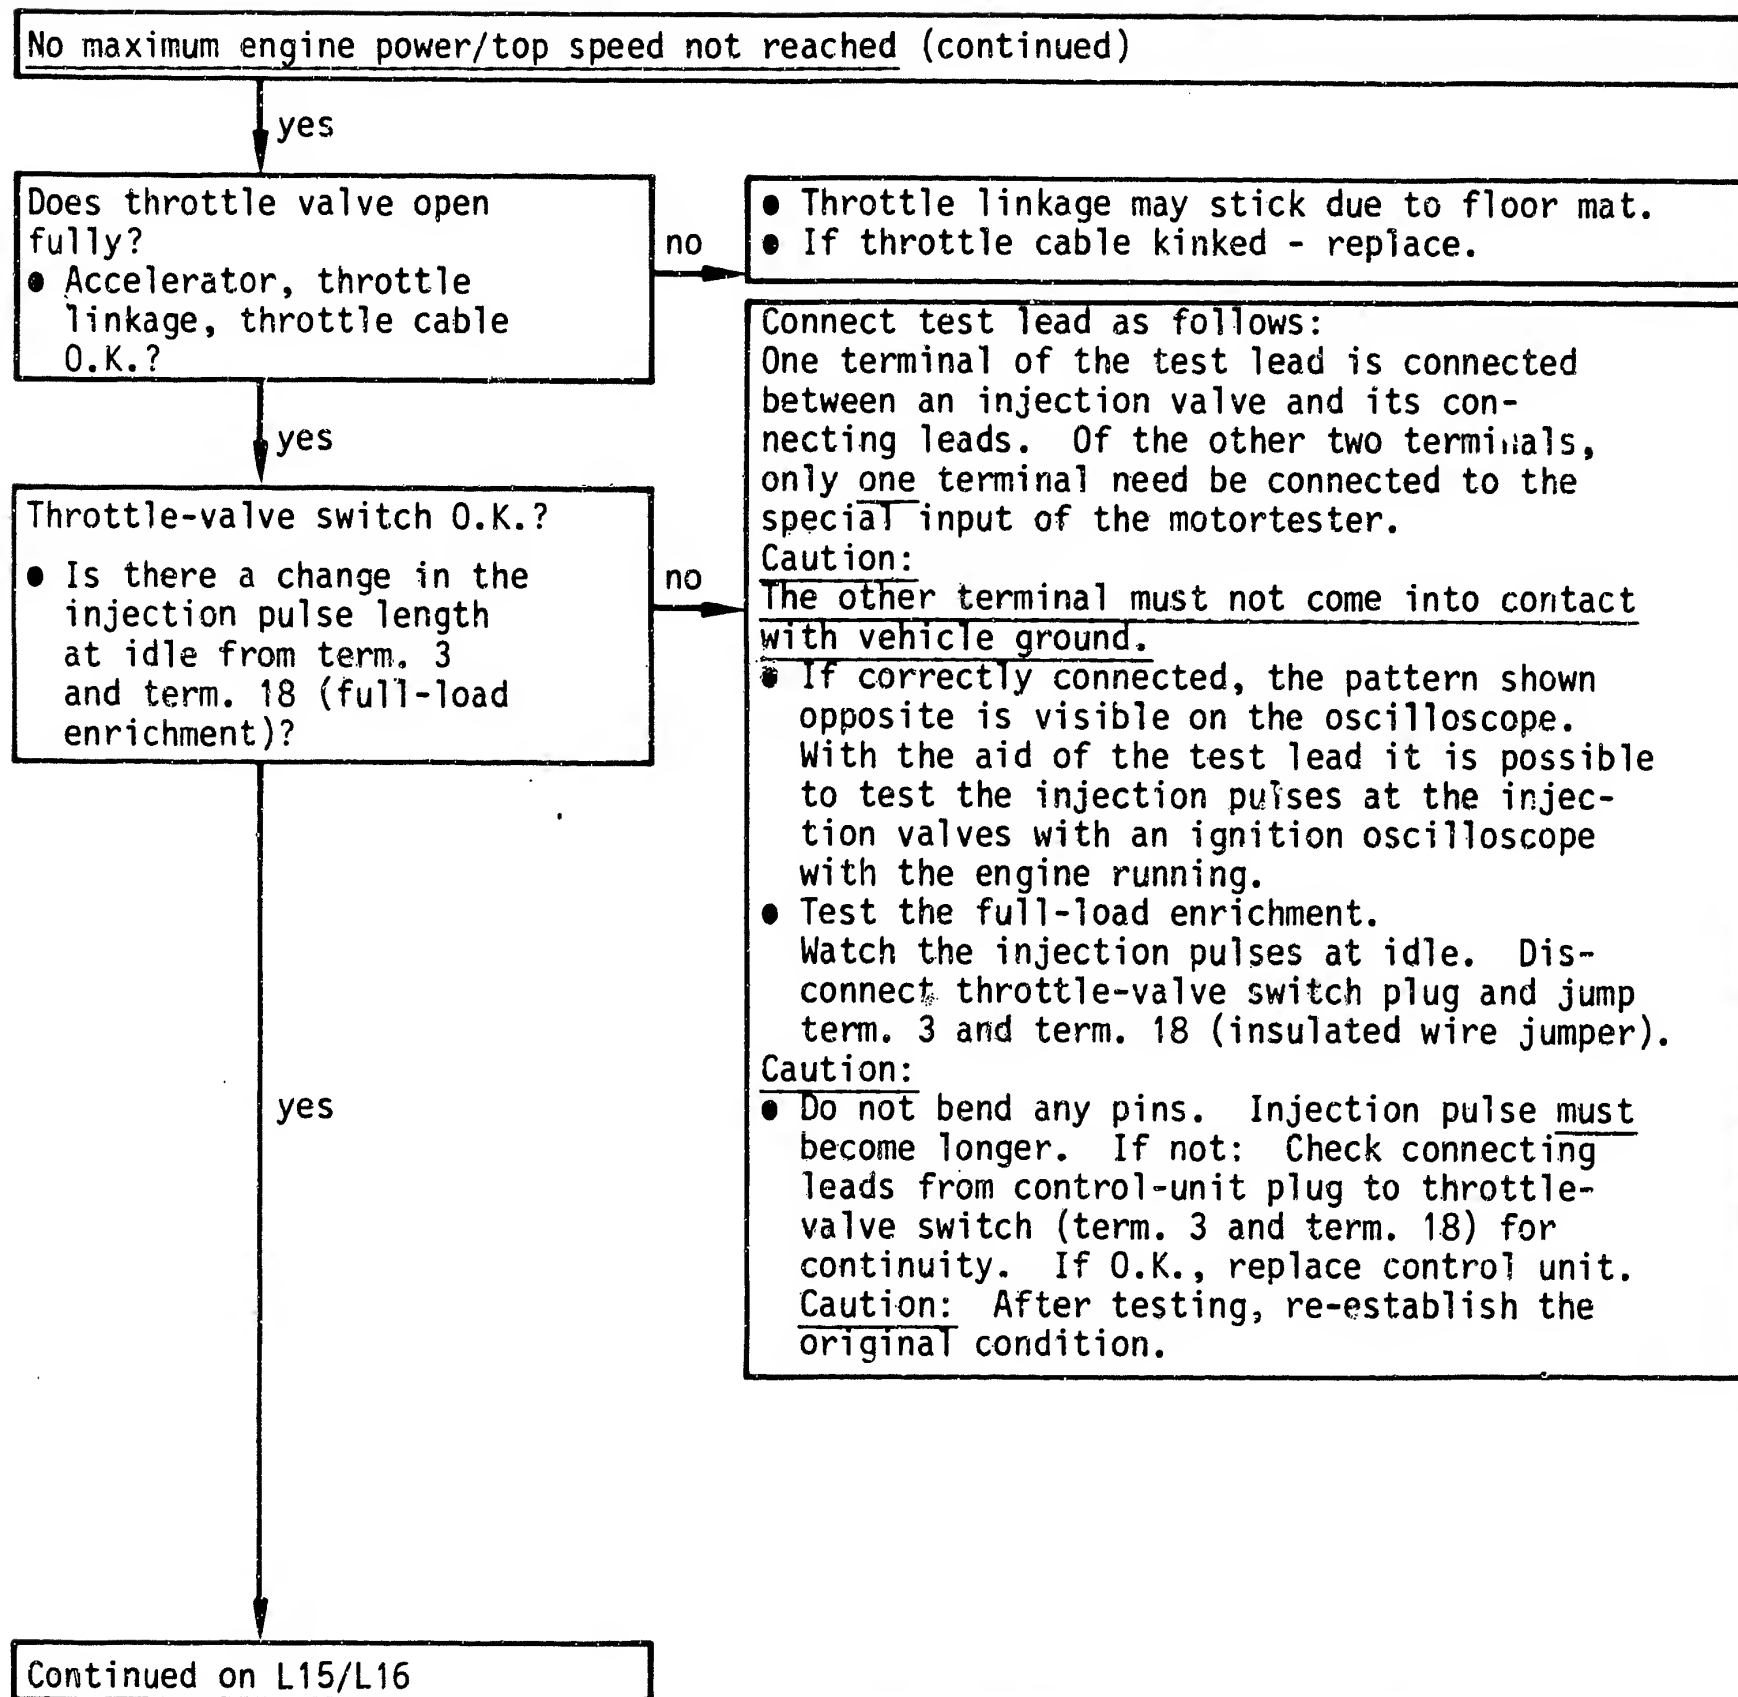 No maximum engine power/top speed not reached (continued)
yes
Does throttle valve open
fully?
● Accelerator, throttle
linkage, throttle cable
O.K.?
no
● Throttle linkage may stick due to floor mat.
● If throttle cable kinked - replace.
yes
Throttle-valve switch O.K.?
● Is there a change in the
injection pulse length
at idle from term. 3
and term. 18 (full-load
enrichment)?
no
Connect test lead as follows:
One terminal of the test lead is connected
between an injection valve and its con-
necting leads. Of the other two terminals,
only one terminal need be connected to the
special input of the motortester.
Caution:
The other terminal must not come into contact
with vehicle ground.
● If correctly connected, the pattern shown
opposite is visible on the oscilloscope.
With the aid of the test lead it is possible
to test the injection pulses at the injec-
tion valves with an ignition oscilloscope
with the engine running.
● Test the full-load enrichment.
Watch the injection pulses at idle. Dis-
connect throttle-valve switch plug and jump
term. 3 and term. 18 (insulated wire jumper).
Caution:
● Do not bend any pins. Injection pulse must
become longer. If not: Check connecting
leads from control-unit plug to throttle-
valve switch (term. 3 and term. 18) for
continuity. If O.K., replace control unit.
Caution: After testing, re-establish the
original condition.
yes
Continued on L15/L16